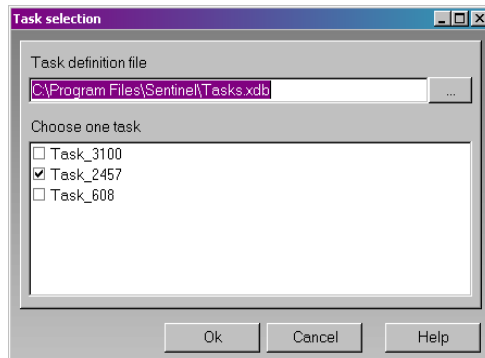 Task selection
Task definition file
C:\Program Files\Sentinel\Tasks.xdb
...
Choose one task
Task_3100
Task_2457
Task_608
Ok Cancel Help